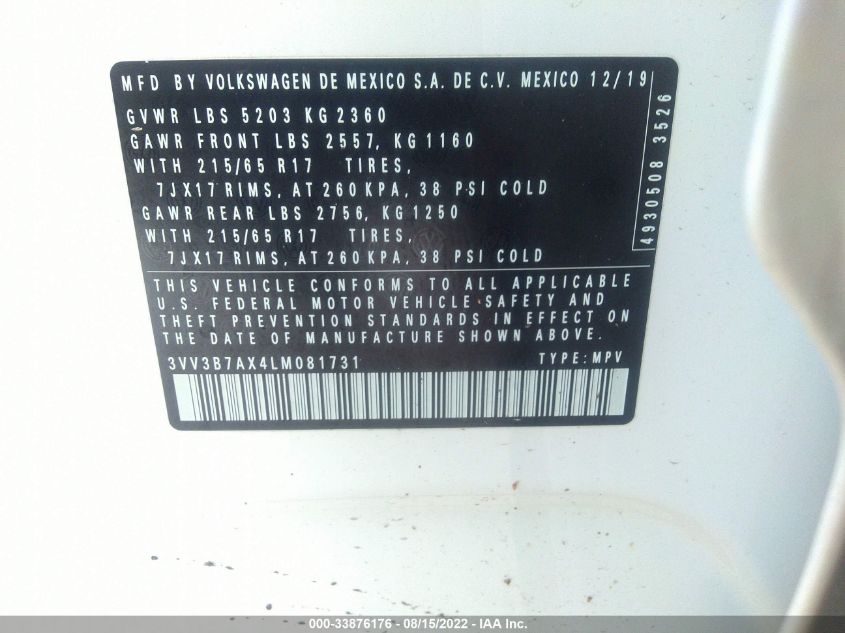 MFD BY VOLKSWAGEN DE MEXICO S.A. DE C.V. MEXICO 12/19
GVWR LBS 5203 KG 2360
GAWR FRONT LBS 2557, KG 1160
WITH 215/65 R17 TIRES,
7JX17 RIMS, AT 260 KPA, 38 PSI COLD
GAWR REAR LBS 2756, KG 1250
WITH 215/65 R17 TIRES,
7JX17 RIMS, AT 260 KPA, 38 PSI COLD
4930508 3526
THIS VEHICLE CONFORMS TO ALL APPLICABLE
U.S. FEDERAL MOTOR VEHICLE SAFETY AND
THEFT PREVENTION STANDARDS IN EFFECT ON
THE DATE OF MANUFACTURE SHOWN ABOVE.
3VV3B7AX4LM081731 TYPE: MPV
000-33876176 - 08/15/2022 - IAA Inc.